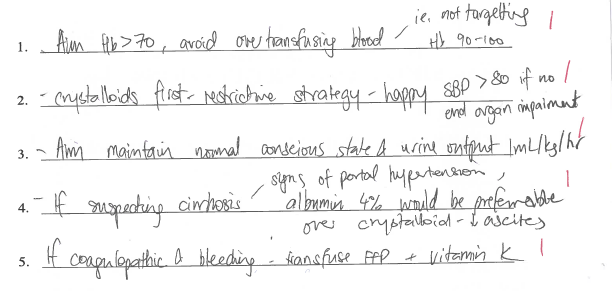 ie. not targetting
1. Aim Hb>70, avoid over transfusing blood / Hb 90-100
2. - crystalloids first - restrictive strategy - happy SBP >80 if no
end organ impairment
3. - Aim maintain normal conscious state & urine output 1mL/kg/hr
signs of portal hypertension,
4. - If suspecting cirrhosis / albumin 4% would be preferrable
over crystalloid - ↓ ascites
5. If coagulopathic & bleeding - transfuse FFP + vitamin K